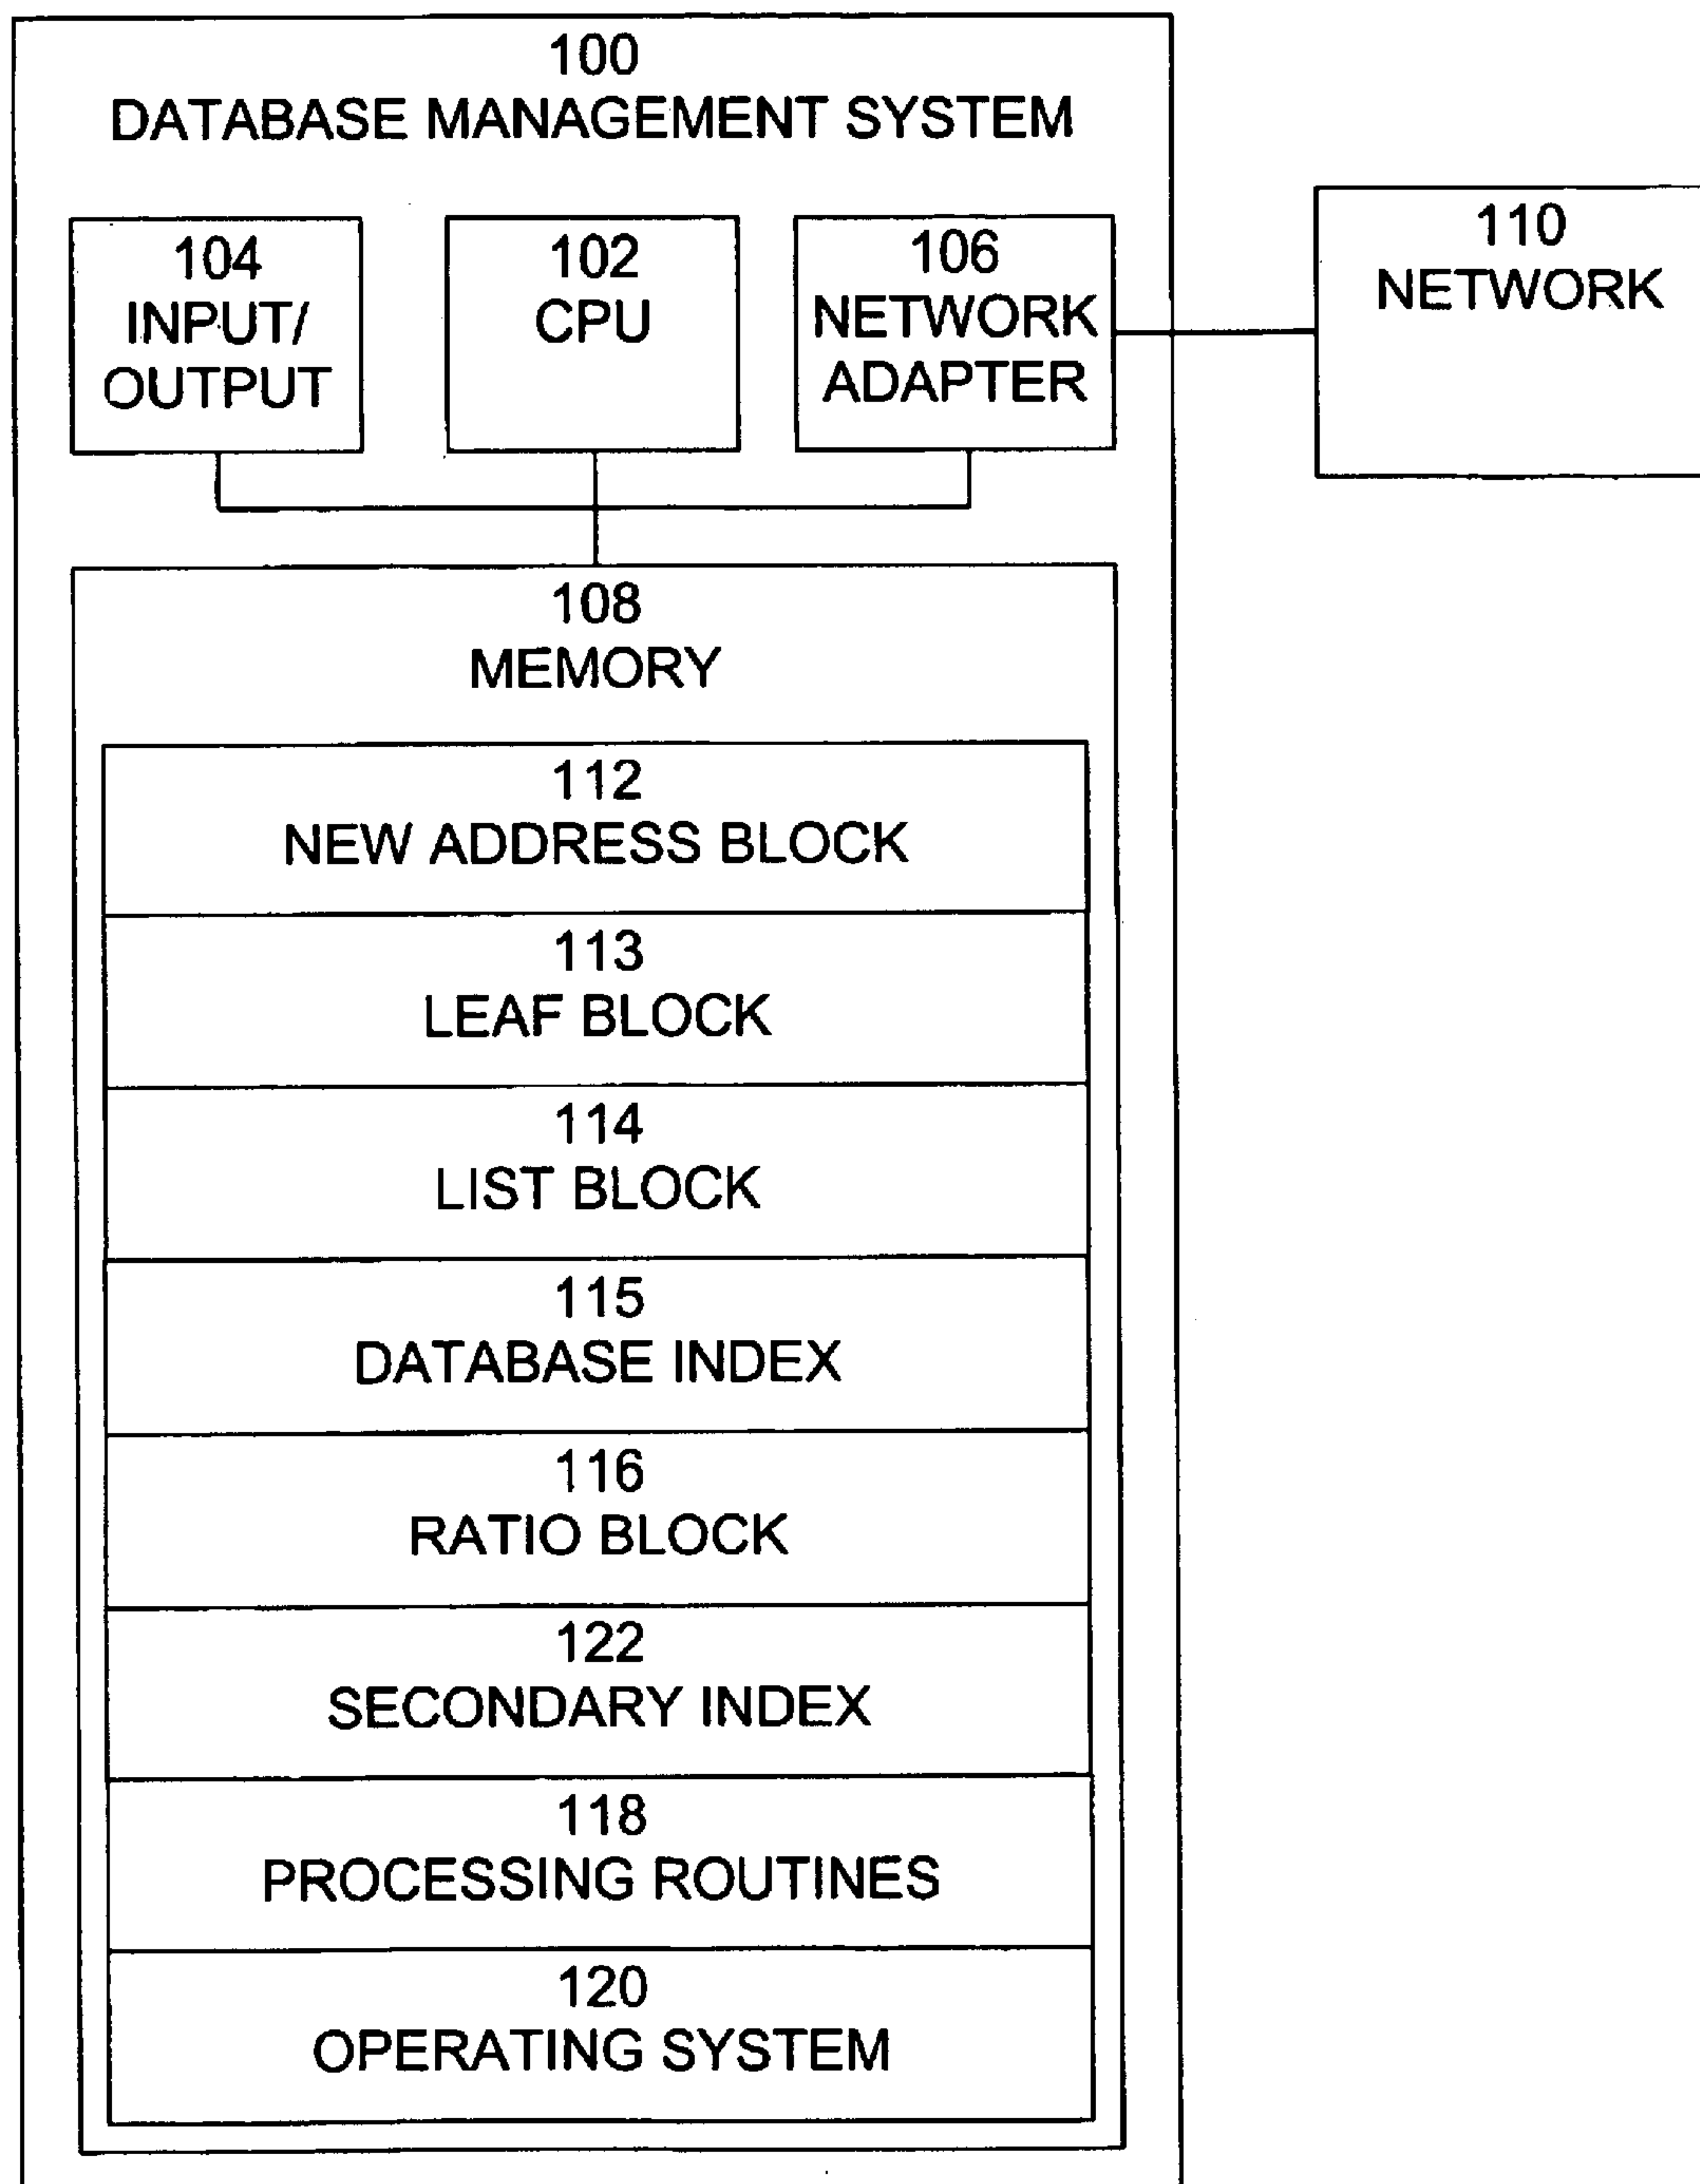 100
DATABASE MANAGEMENT SYSTEM
104
INPUT/
OUTPUT
102
CPU
106
NETWORK
ADAPTER
110
NETWORK
108
MEMORY
112
NEW ADDRESS BLOCK
113
LEAF BLOCK
114
LIST BLOCK
115
DATABASE INDEX
116
RATIO BLOCK
122
SECONDARY INDEX
118
PROCESSING ROUTINES
120
OPERATING SYSTEM